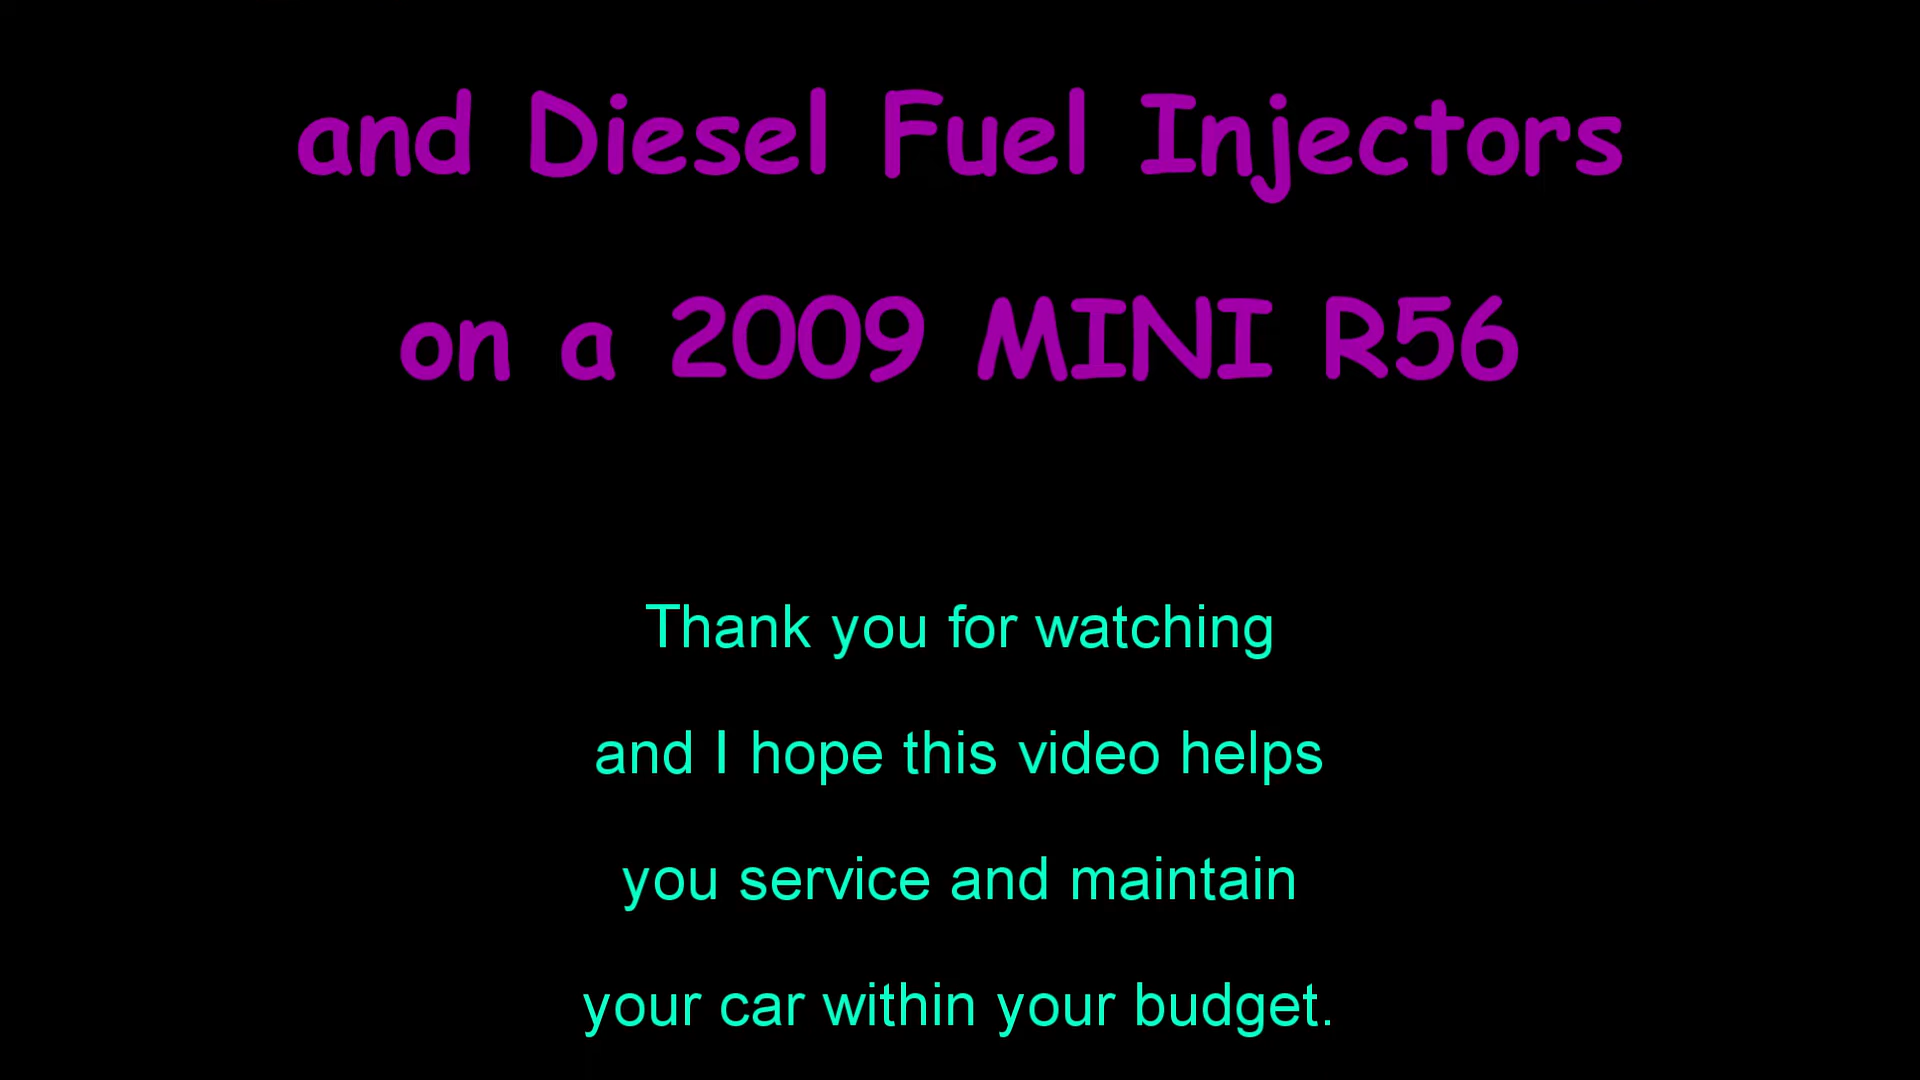 and Diesel Fuel Injectors
on a 2009 MINI R56
Thank you for watching
and I hope this video helps
you service and maintain
your car within your budget.